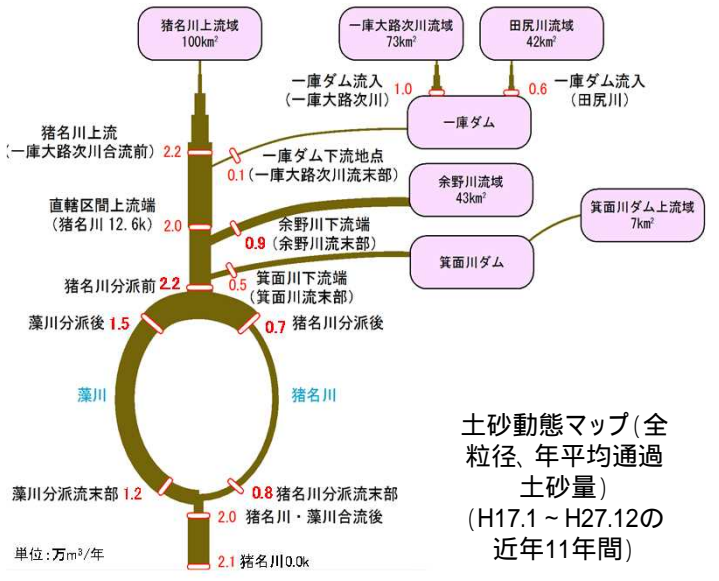 猪名川上流域
100km²
一庫大路次川流域
73km²
田尻川流域
42km²
一庫ダム流入
(一庫大路次川)
1.0
0.6
一庫ダム流入
(田尻川)
一庫ダム
猪名川上流
(一庫大路次川合流前)
2.2
0.1
一庫ダム下流地点
(一庫大路次川流末部)
余野川流域
43km²
直轄区間上流端
(猪名川 12.6k)
2.0
0.9
余野川下流端
(余野川流末部)
箕面川ダム上流域
7km²
箕面川ダム
猪名川分派前
2.2
0.5
箕面川下流端
(箕面川流末部)
藻川分派後
1.5
0.7
猪名川分派後
藻川
猪名川
藻川分派流末部
1.2
0.8
猪名川分派流末部
2.0
猪名川・藻川合流後
2.1
猪名川0.0k
単位:万m³/年
土砂動態マップ(全
粒径、年平均通過
土砂量)
(H17.1~H27.12の
近年11年間)